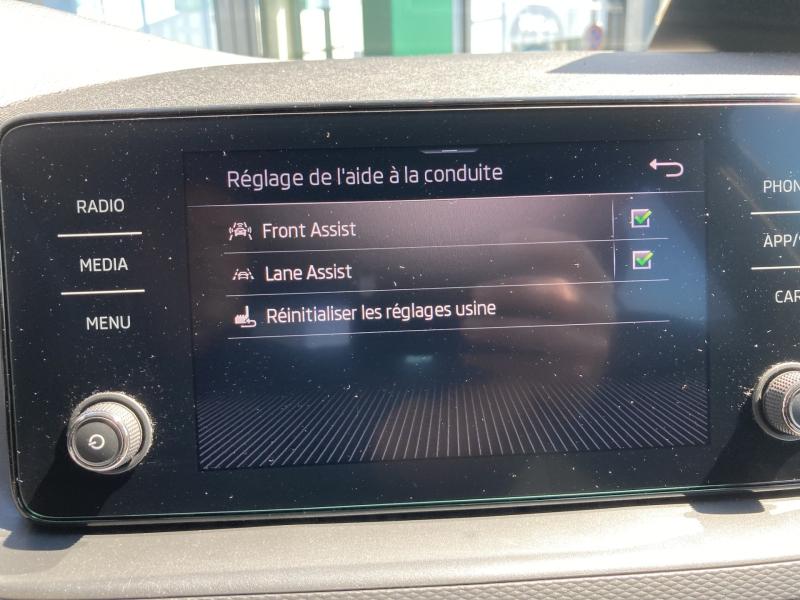 Réglage de l'aide à la conduite
RADIO
MEDIA
MENU
Front Assist
Lane Assist
Réinitialiser les réglages usine
PHON
APP/
CAR